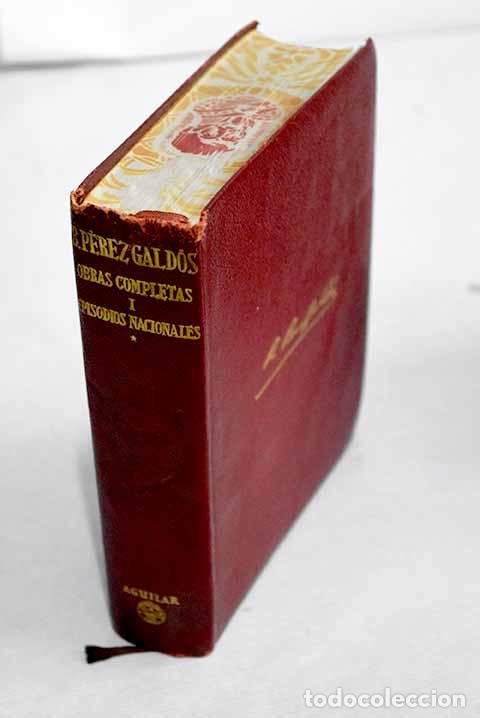 B. PÉREZ GALDÓS
OBRAS COMPLETAS
I
EPISODIOS NACIONALES
*
AGUILAR
todocoleccion